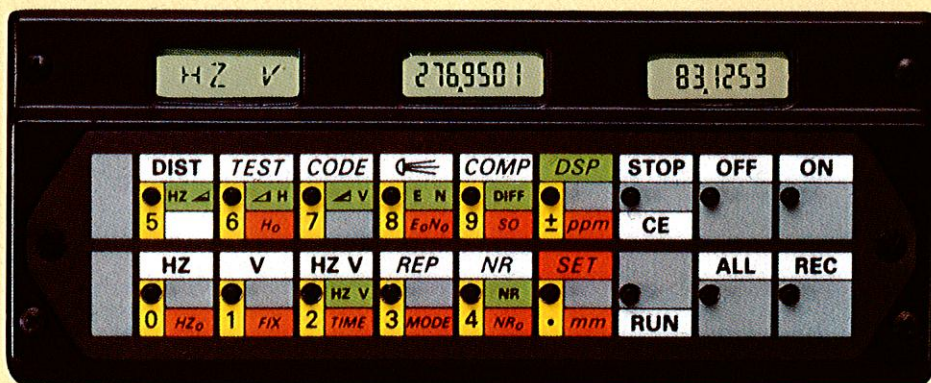 HZ V 276.9501 83.1253
DIST TEST CODE COMP DSP STOP OFF ON
HZ H V E N DIFF
5 6 H₀ 7 8 E₀N₀ 9 SO ± ppm CE
HZ V HZ V REP NR SET ALL REC
HZ V NR
0 HZ₀ 1 FIX 2 TIME 3 MODE 4 NR₀ • mm RUN